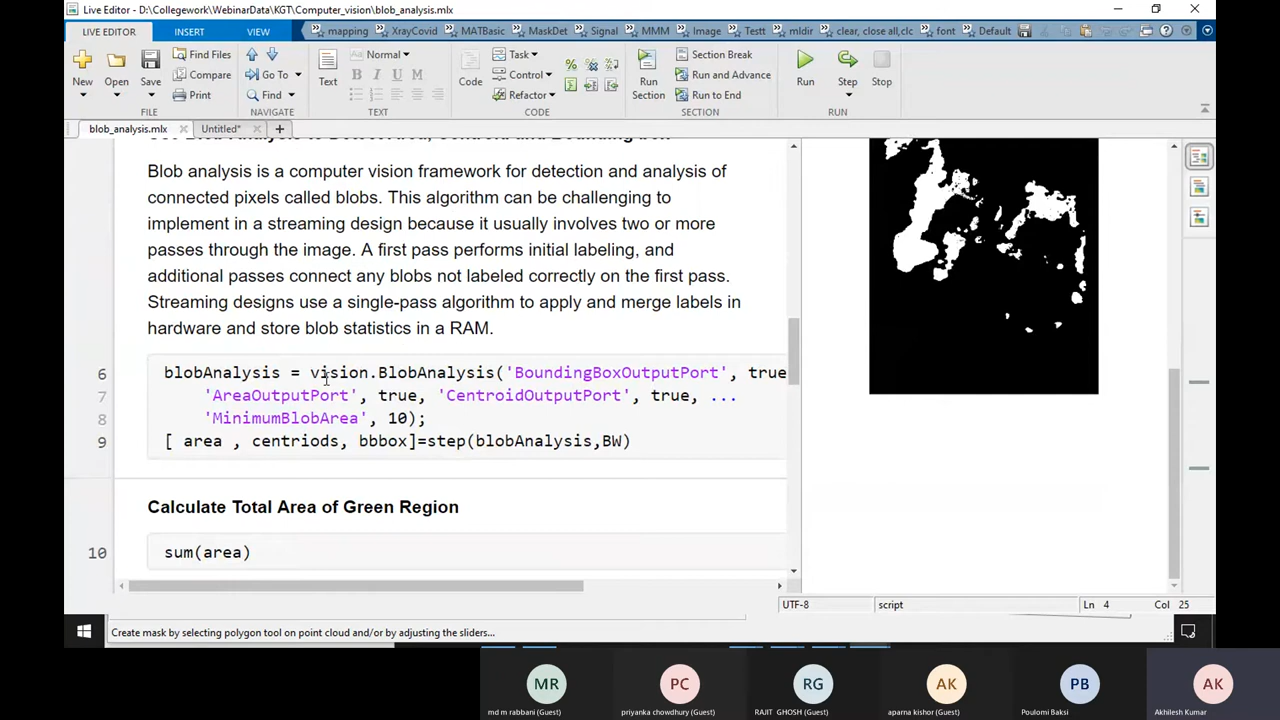 Live Editor - D:\Collegework\WebinarData\KGT\Computer_vision\blob_analysis.mlx
LIVE EDITOR INSERT VIEW mapping XrayCovid MATBasic MaskDet Signal MMM Image Testt mldir clear, close all,clc font Default
New Open Save Find Files Compare Print Go To Find
Text Normal B I U M
Code Task Control Refactor
Run Section Section Break Run and Advance Run to End
Run Step Stop
FILE NAVIGATE TEXT CODE SECTION RUN
blob_analysis.mlx Untitled*
Blob analysis is a computer vision framework for detection and analysis of
connected pixels called blobs. This algorithm can be challenging to
implement in a streaming design because it usually involves two or more
passes through the image. A first pass performs initial labeling, and
additional passes connect any blobs not labeled correctly on the first pass.
Streaming designs use a single-pass algorithm to apply and merge labels in
hardware and store blob statistics in a RAM.
6 blobAnalysis = vision.BlobAnalysis('BoundingBoxOutputPort', true
7 'AreaOutputPort', true, 'CentroidOutputPort', true, ...
8 'MinimumBlobArea', 10);
9 [ area , centriods, bbbox]=step(blobAnalysis,BW)
Calculate Total Area of Green Region
10 sum(area)
UTF-8 script Ln 4 Col 25
Create mask by selecting polygon tool on point cloud and/or by adjusting the sliders...
MR PC RG AK PB AK
md m rabbani (Guest) priyanka chowdhury (Guest) RAJIT GHOSH (Guest) aparna kishor (Guest) Poulomi Baksi Akhilesh Kumar